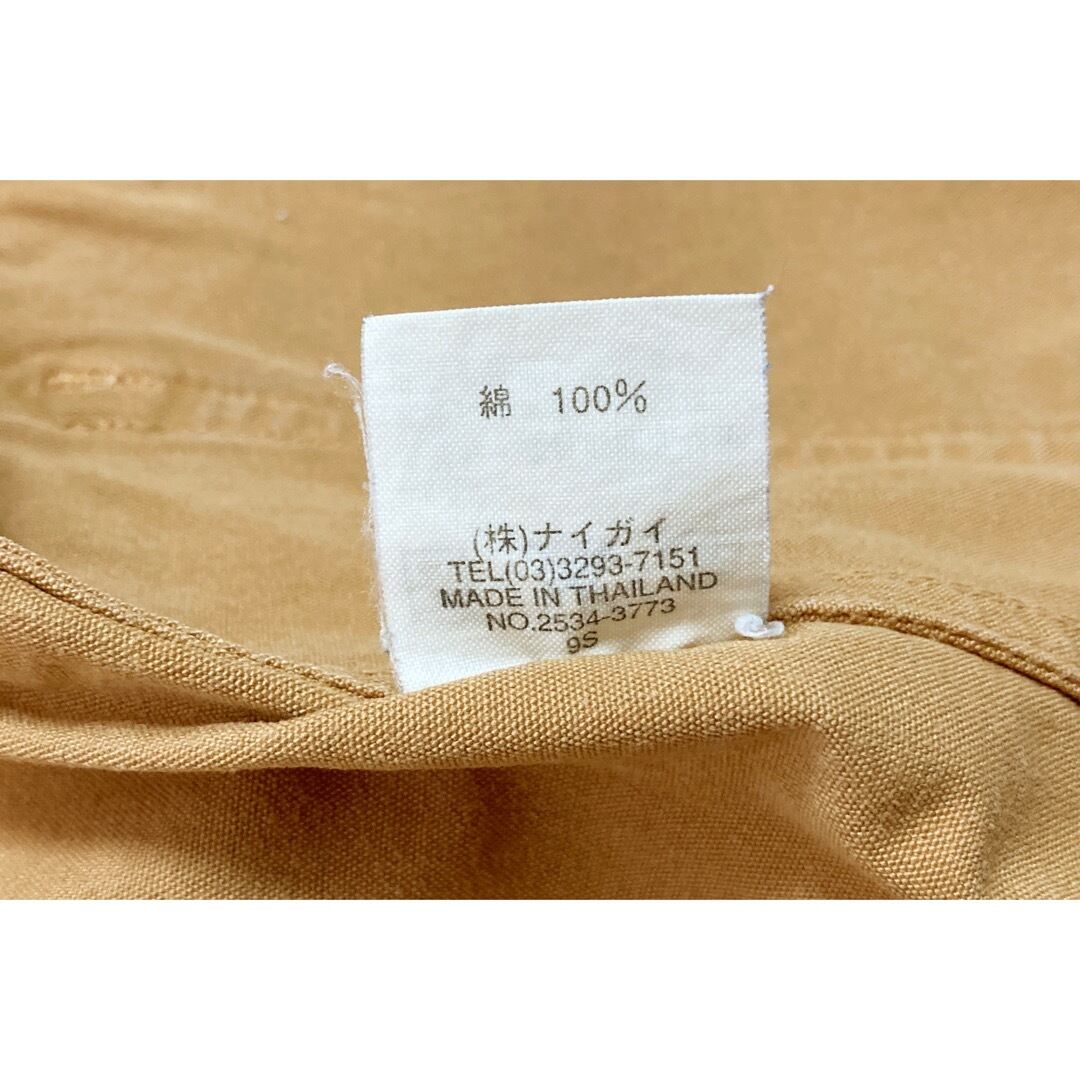 綿 100%
(株)ナイガイ
TEL(03)3293-7151
MADE IN THAILAND
NO.2534-3773
9S